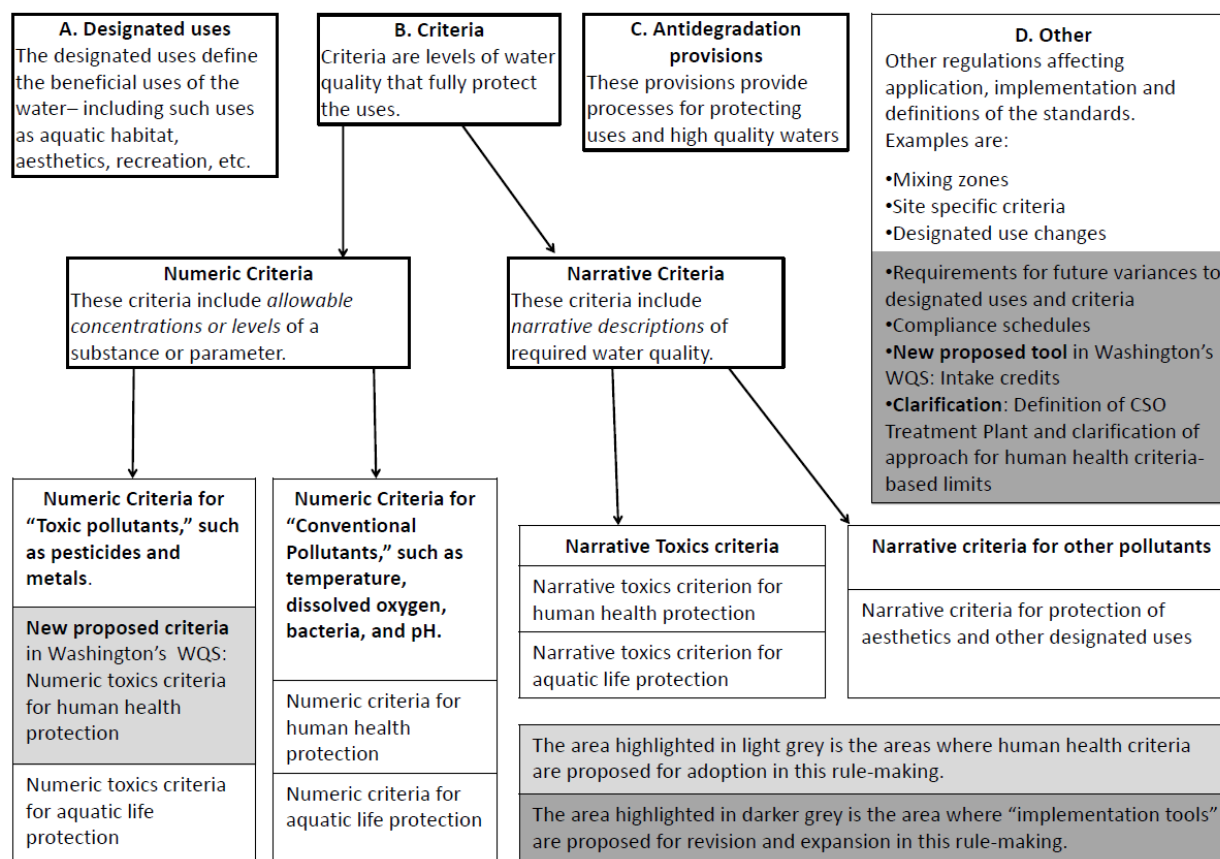 A. Designated uses
The designated uses define
the beneficial uses of the
water– including such uses
as aquatic habitat,
aesthetics, recreation, etc.
B. Criteria
Criteria are levels of water
quality that fully protect
the uses.
C. Antidegradation
provisions
These provisions provide
processes for protecting
uses and high quality waters
D. Other
Other regulations affecting
application, implementation and
definitions of the standards.
Examples are:
•Mixing zones
•Site specific criteria
•Designated use changes
•Requirements for future variances to
designated uses and criteria
•Compliance schedules
•New proposed tool in Washington's
WQS: Intake credits
•Clarification: Definition of CSO
Treatment Plant and clarification of
approach for human health criteria-
based limits
Numeric Criteria
These criteria include allowable
concentrations or levels of a
substance or parameter.
Narrative Criteria
These criteria include
narrative descriptions of
required water quality.
Numeric Criteria for
“Toxic pollutants,” such
as pesticides and
metals.
New proposed criteria
in Washington’s WQS:
Numeric toxics criteria
for human health
protection
Numeric toxics criteria
for aquatic life
protection
Numeric Criteria for
“Conventional
Pollutants,” such as
temperature,
dissolved oxygen,
bacteria, and pH.
Numeric criteria for
human health
protection
Numeric criteria for
aquatic life protection
Narrative Toxics criteria
Narrative toxics criterion for
human health protection
Narrative toxics criterion for
aquatic life protection
Narrative criteria for other pollutants
Narrative criteria for protection of
aesthetics and other designated uses
The area highlighted in light grey is the areas where human health criteria
are proposed for adoption in this rule-making.
The area highlighted in darker grey is the area where “implementation tools”
are proposed for revision and expansion in this rule-making.